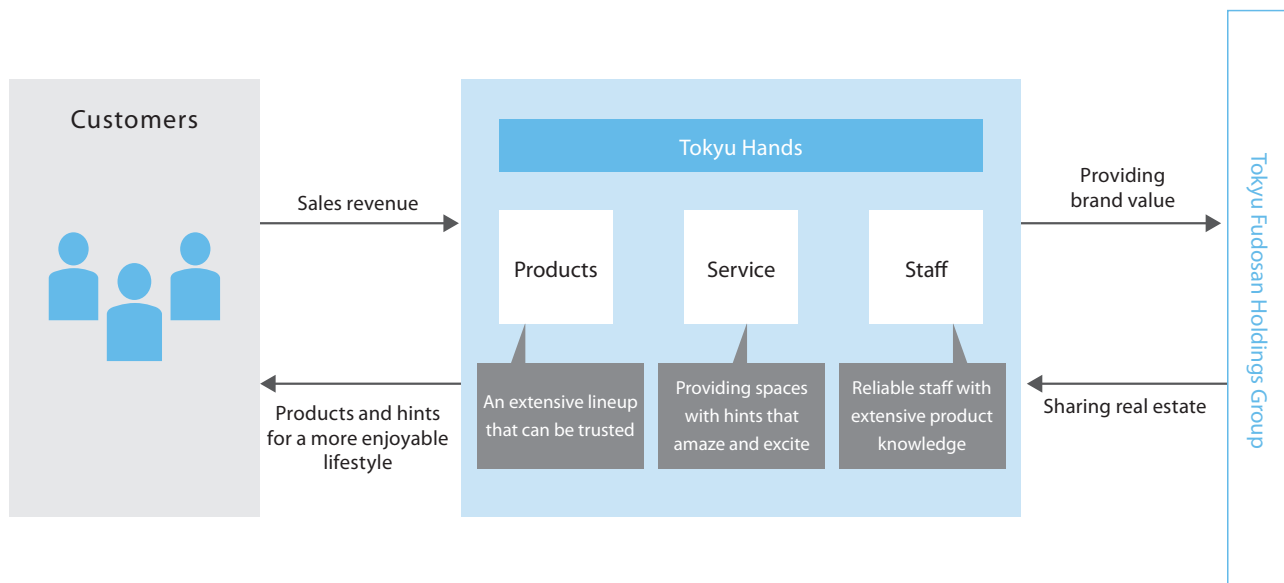 Customers
Sales revenue
Products and hints
for a more enjoyable
lifestyle
Tokyu Hands
Products
Service
Staff
An extensive lineup
that can be trusted
Providing spaces
with hints that
amaze and excite
Reliable staff with
extensive product
knowledge
Providing
brand value
Sharing real estate
Tokyu Fudosan Holdings Group